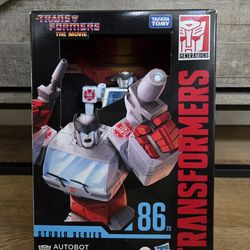 TRANSFORMERS
THE MOVIE
TAKARA
TOMY
GENERATIONS
TRANSFORMERS
86
STUDIO SERIES
AUTOBOT